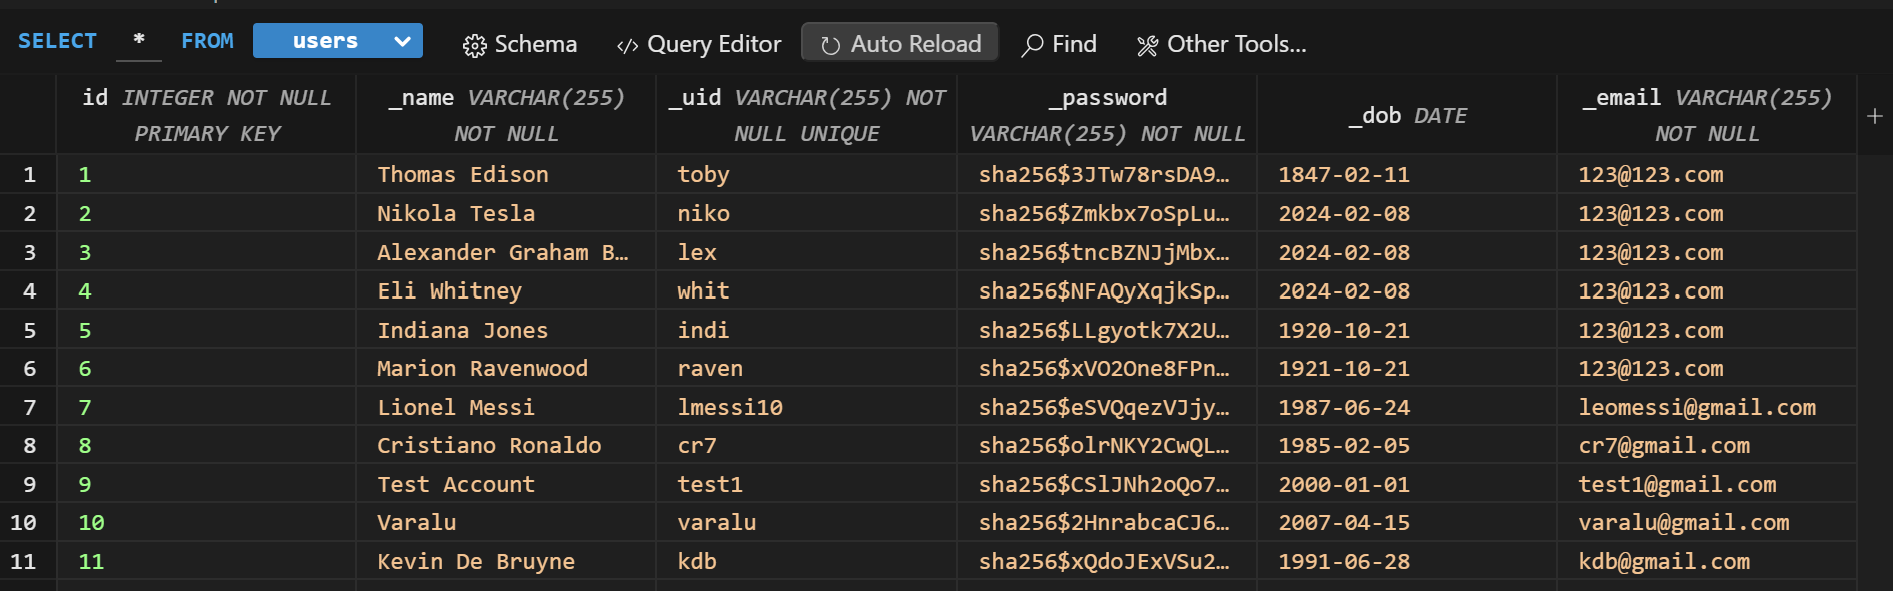 SELECT * FROM users Schema </> Query Editor Auto Reload Find Other Tools...
id INTEGER NOT NULL PRIMARY KEY _name VARCHAR(255) NOT NULL _uid VARCHAR(255) NOT NULL UNIQUE _password VARCHAR(255) NOT NULL _dob DATE _email VARCHAR(255) NOT NULL +
1 1 Thomas Edison toby sha256$3JTw78rsDA9… 1847-02-11 123@123.com
2 2 Nikola Tesla niko sha256$Zmkbx7oSpLu… 2024-02-08 123@123.com
3 3 Alexander Graham B… lex sha256$tncBZNJjMbx… 2024-02-08 123@123.com
4 4 Eli Whitney whit sha256$NFAQyXqjkSp… 2024-02-08 123@123.com
5 5 Indiana Jones indi sha256$LLgyotk7X2U… 1920-10-21 123@123.com
6 6 Marion Ravenwood raven sha256$xVO2One8FPn… 1921-10-21 123@123.com
7 7 Lionel Messi lmessi10 sha256$eSVQqezVJjy… 1987-06-24 leomessi@gmail.com
8 8 Cristiano Ronaldo cr7 sha256$olrNKY2CwQL… 1985-02-05 cr7@gmail.com
9 9 Test Account test1 sha256$CSlJNh2oQo7… 2000-01-01 test1@gmail.com
10 10 Varalu varalu sha256$2HnrabcaCJ6… 2007-04-15 varalu@gmail.com
11 11 Kevin De Bruyne kdb sha256$xQdoJExVSu2… 1991-06-28 kdb@gmail.com